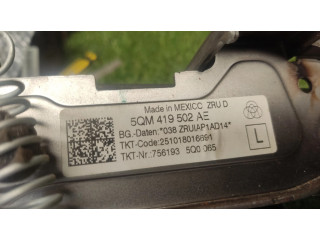 Made in MEXICO ZRU D
5QM 419 502 AE
BG.-Daten: *038 ZRUIAP1AD14*
TKT-Code: 251018016691
TKT-Nr.: 756193 5Q0 065
L